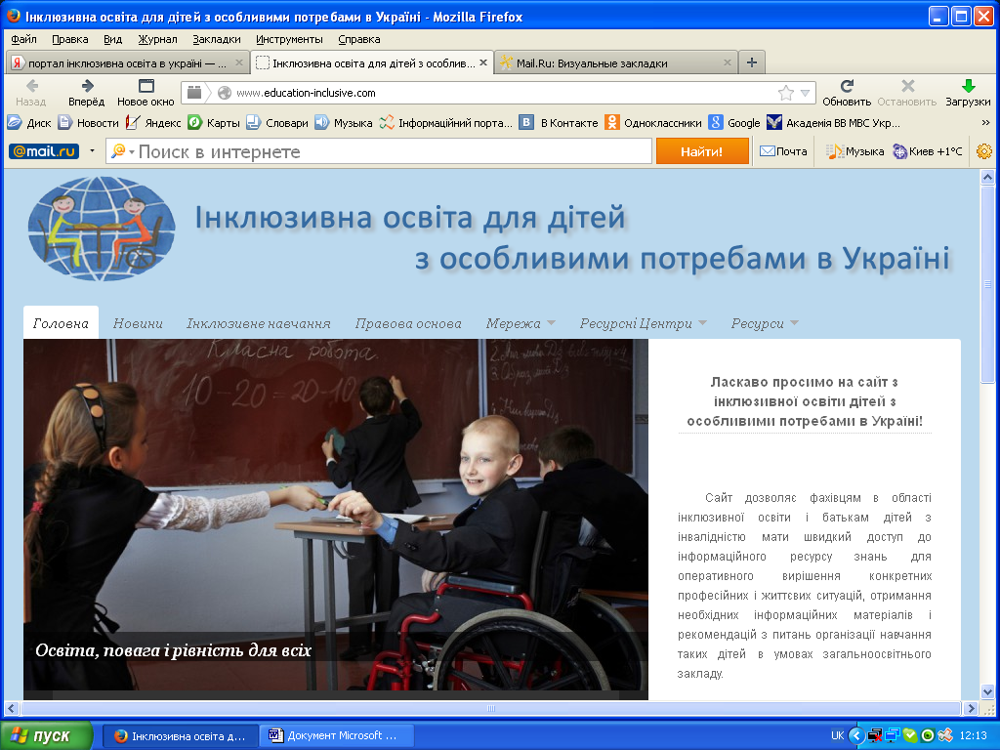 Інклюзивна освіта для дітей з особливими потребами в Україні - Mozilla Firefox
Файл Правка Вид Журнал Закладки Инструменты Справка
портал інклюзивна освіта в україні — ... Інклюзивна освіта для дітей з особлив... Mail.Ru: Визуальные закладки
Назад Вперёд Новое окно www.education-inclusive.com Обновить Остановить Загрузки
Диск Новости Яндекс Карты Словари Музыка Інформаційний порта... В Контакте Одноклассники Google Академія ВВ МВС Укр...
@mail.ru Поиск в интернете Найти! Почта Музыка Киев +1°C
Інклюзивна освіта для дітей
з особливими потребами в Україні
Головна Новини Інклюзивне навчання Правова основа Мережа Ресурсні Центри Ресурси
Класна робота.
10-20=20-10
Освіта, повага і рівність для всіх
Ласкаво просимо на сайт з
інклюзивної освіти дітей з
особливими потребами в Україні!
Сайт дозволяє фахівцям в області
інклюзивної освіти і батькам дітей з
інвалідністю мати швидкий доступ до
інформаційного ресурсу знань для
оперативного вирішення конкретних
професійних і життєвих ситуацій, отримання
необхідних інформаційних матеріалів і
рекомендацій з питань організації навчання
таких дітей в умовах загальноосвітнього
закладу.
пуск Інклюзивна освіта д... Документ Microsoft ... UK 12:13